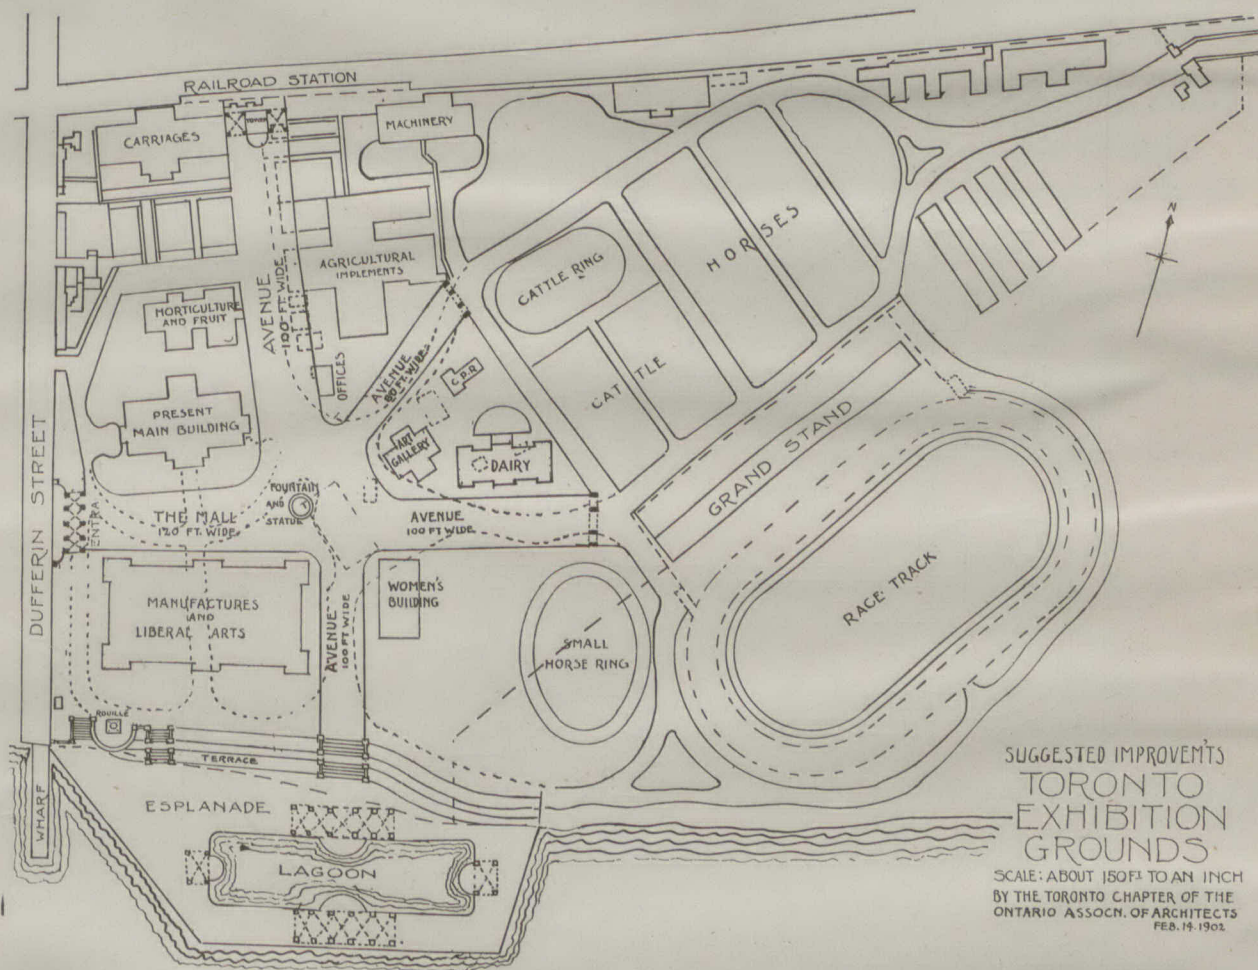 RAILROAD STATION
CARRIAGES
MACHINERY
AVENUE
100 FT. WIDE
AGRICULTURAL
IMPLEMENTS
HORTICULTURE
AND FRUIT
OFFICES
AVENUE
80 FT. WIDE
C.P.R.
CATTLE RING
HORSES
CATTLE
GRAND STAND
RACE TRACK
N
PRESENT
MAIN BUILDING
ART
GALLERY
DAIRY
DUFFERIN STREET
ENTRA
THE MALL
120 FT. WIDE
FOUNTAIN
AND
STATUE
AVENUE
100 FT WIDE
MANUFACTURES
AND
LIBERAL ARTS
AVENUE
100 FT WIDE
WOMEN'S
BUILDING
SMALL
HORSE RING
ROUILLÉ
TERRACE
WHARF
ESPLANADE
LAGOON
SUGGESTED IMPROVEM'TS
TORONTO
EXHIBITION
GROUNDS
SCALE: ABOUT 150 FT TO AN INCH
BY THE TORONTO CHAPTER OF THE
ONTARIO ASSOCN. OF ARCHITECTS
FEB. 14. 1902